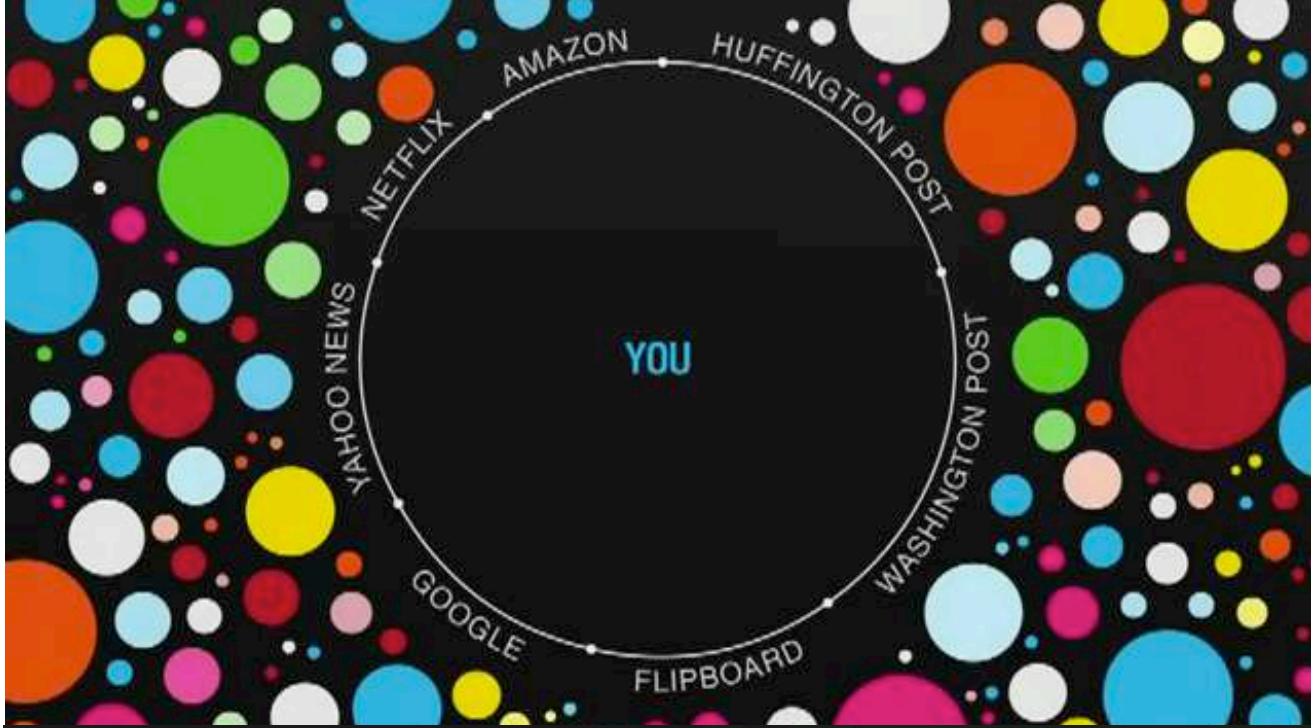 AMAZON
HUFFINGTON POST
NETFLIX
YAHOO NEWS
YOU
WASHINGTON POST
GOOGLE
FLIPBOARD